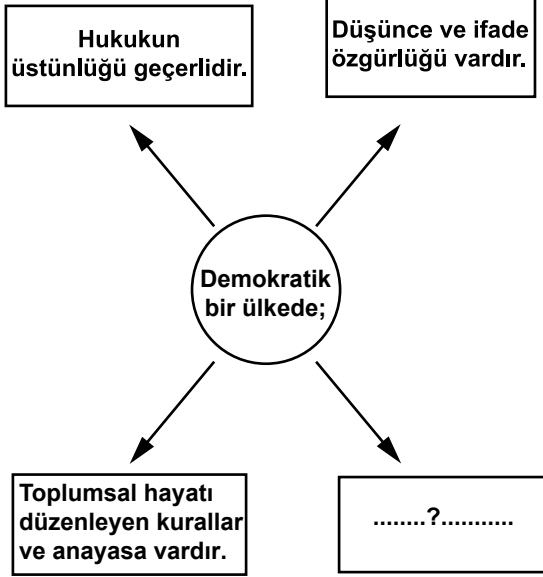 Hukukun
üstünlüğü geçerlidir.
Düşünce ve ifade
özgürlüğü vardır.
Demokratik
bir ülkede;
Toplumsal hayatı
düzenleyen kurallar
ve anayasa vardır.
........?...........